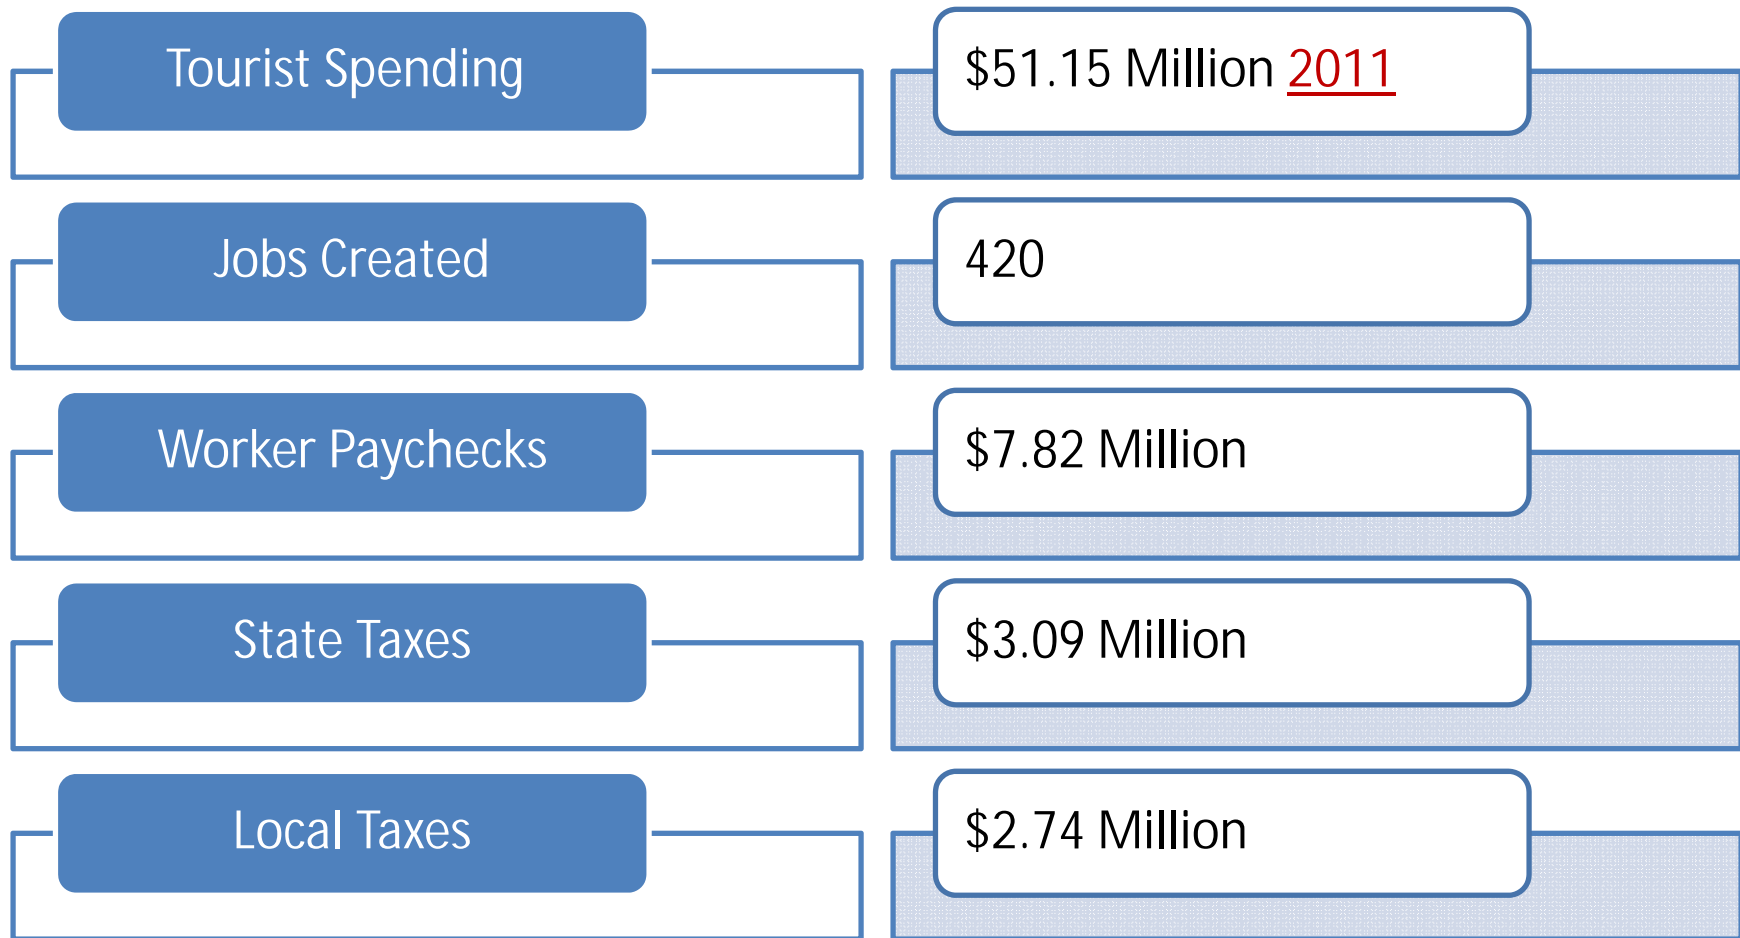 Tourist Spending
$51.15 Million 2011
Jobs Created
420
Worker Paychecks
$7.82 Million
State Taxes
$3.09 Million
Local Taxes
$2.74 Million